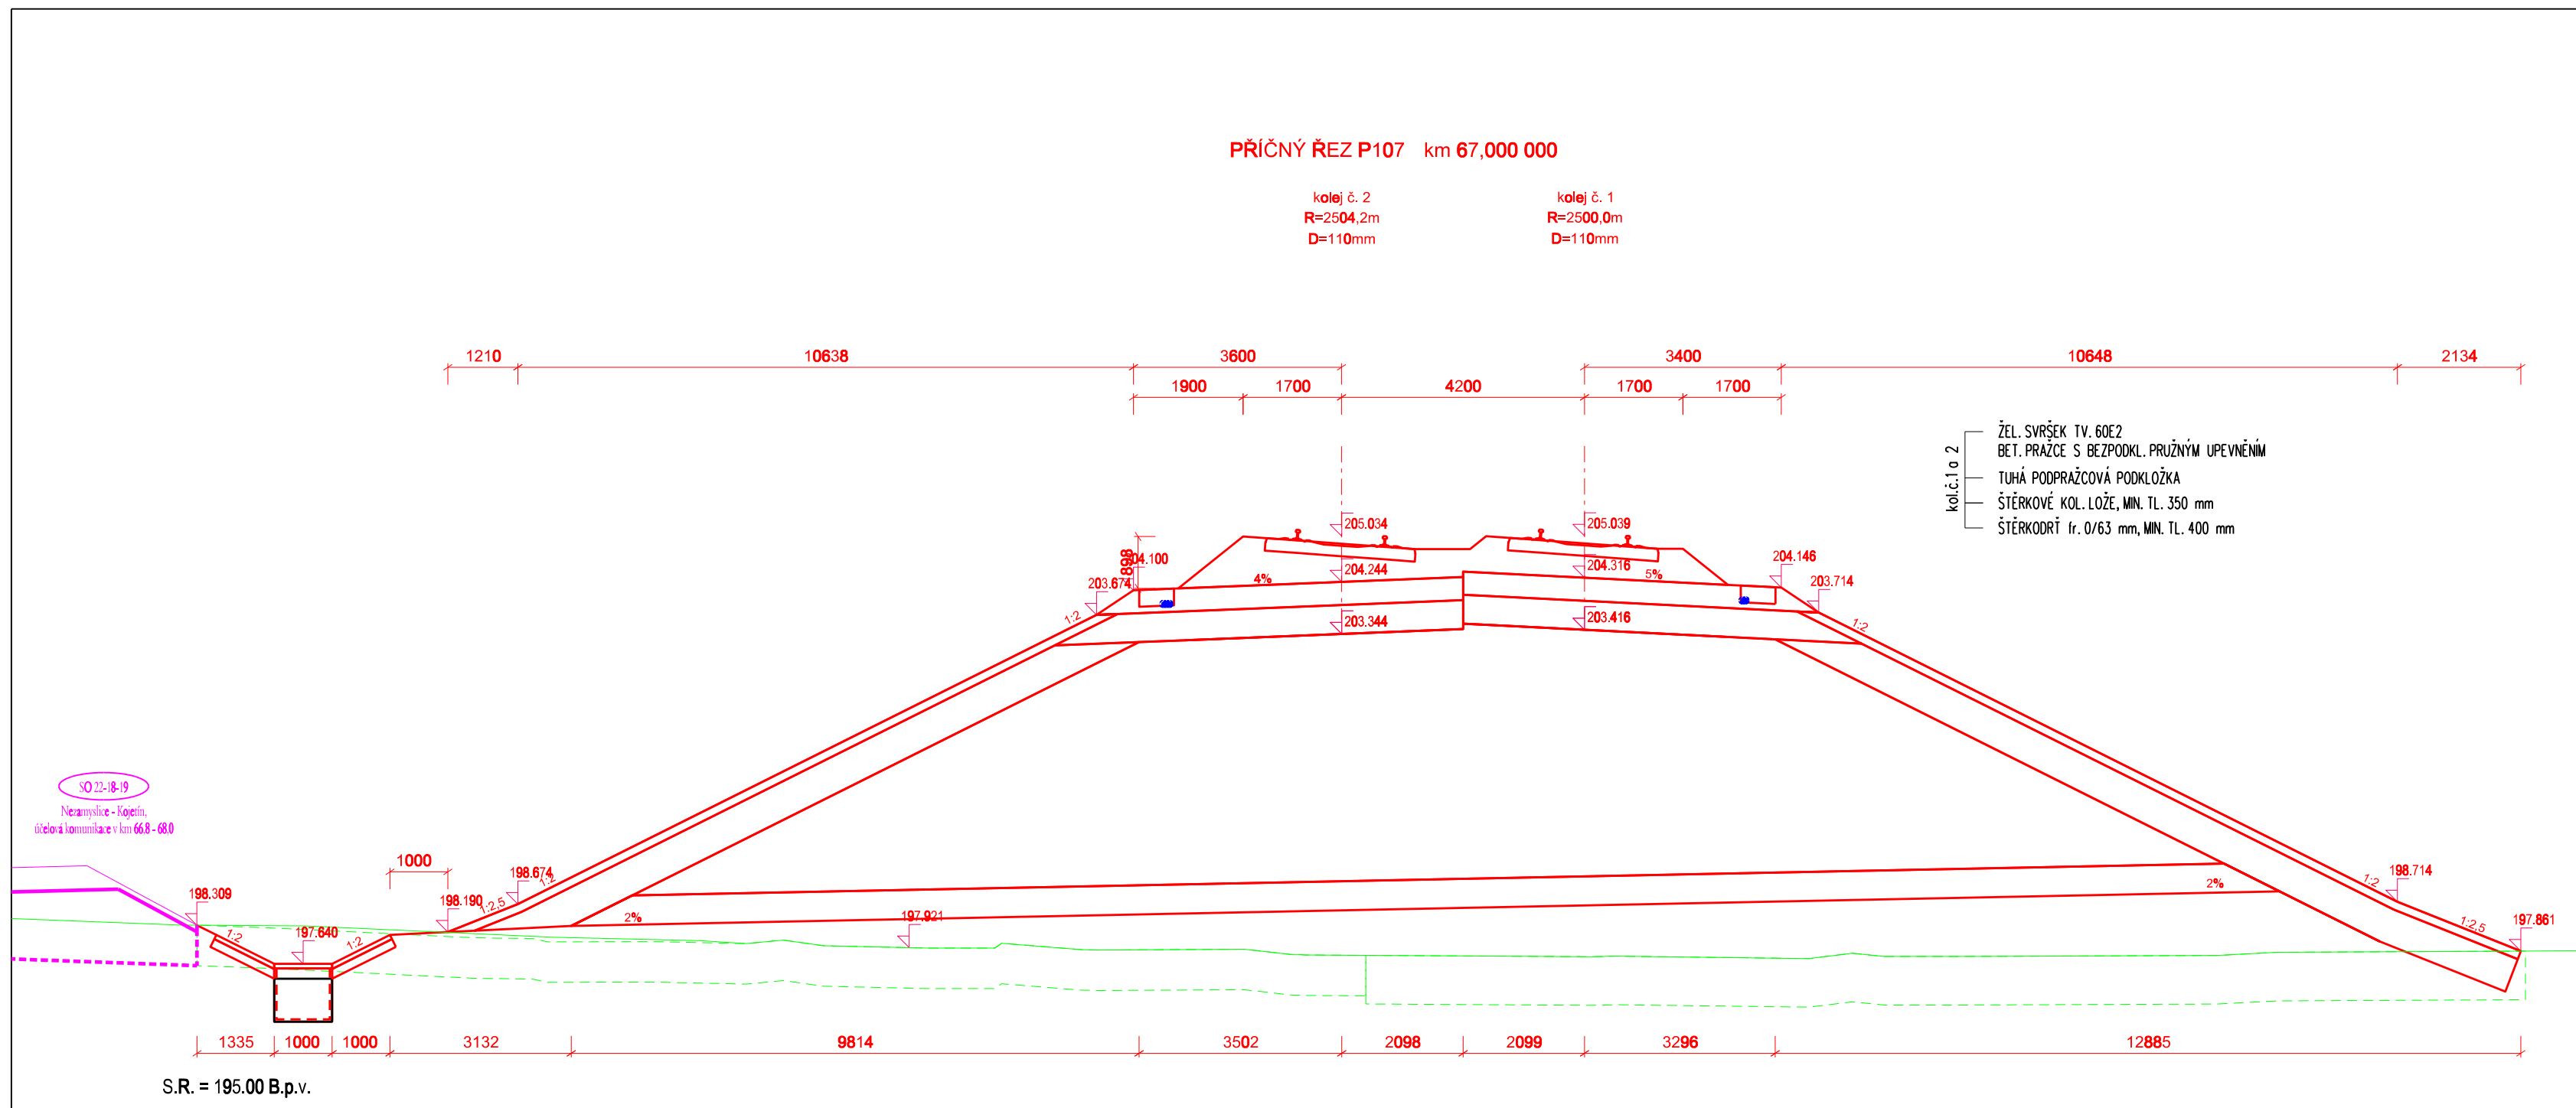 PŘÍČNÝ ŘEZ P107 km 67,000 000
kolej č. 2
R=2504,2m
D=110mm
kolej č. 1
R=2500,0m
D=110mm
1210 10638 3600 3400 10648 2134
1900 1700 4200 1700 1700
kol.č.1 a 2
ŽEL. SVRŠEK TV. 60E2
BET. PRAŽCE S BEZPODKL. PRUŽNÝM UPEVNĚNÍM
TUHÁ PODPRAŽCOVÁ PODKLOŽKA
ŠTĚRKOVÉ KOL. LOŽE, MIN. TL. 350 mm
ŠTĚRKODRŤ fr. 0/63 mm, MIN. TL. 400 mm
205.034 205.039
898
204.100 204.146
203.674 4% 204.244 204.316 5% 203.714
1:2 203.344 203.416 1:2
SO 22-18-19
Nezamyslice - Kojetín,
účelová komunikace v km 66,8 - 68,0
1000
198.309 198.190 198.674 1:2 1:2,5
1:2 197.640 1:2 2% 197.921
2% 1:2 198.714 1:2,5 197.861
1335 1000 1000 3132 9814 3502 2098 2099 3296 12885
S.R. = 195.00 B.p.v.